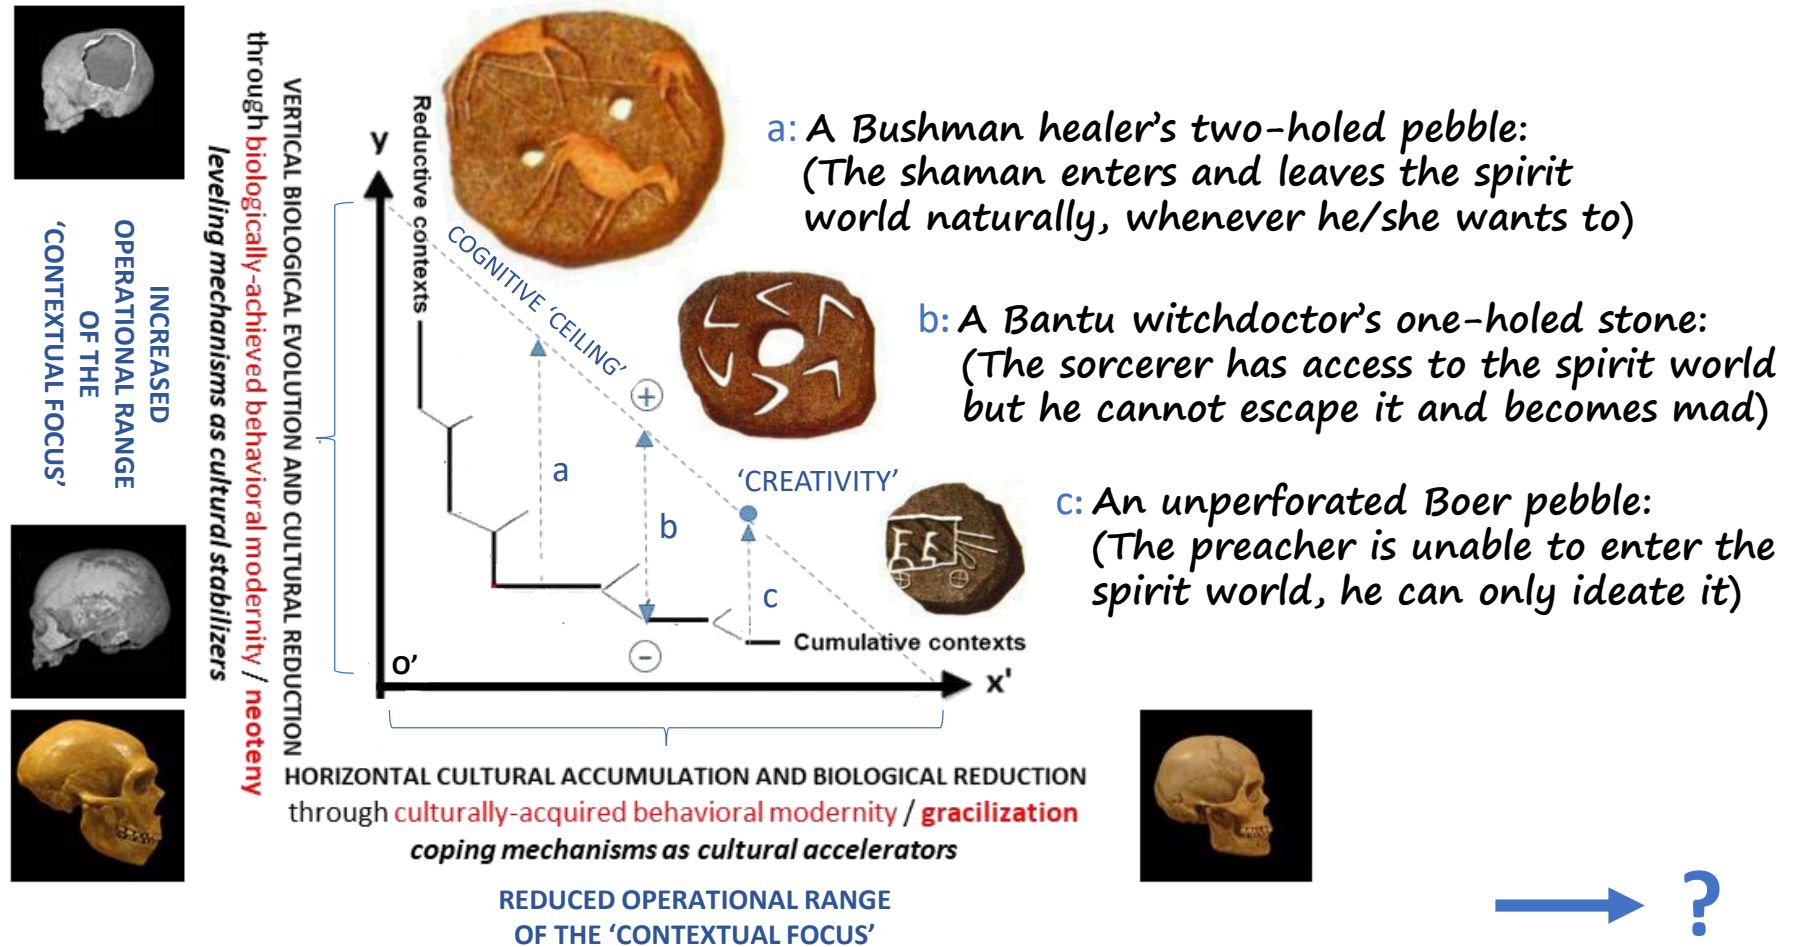 a: A Bushman healer's two-holed pebble:
(The shaman enters and leaves the spirit
world naturally, whenever he/she wants to)
b: A Bantu witchdoctor's one-holed stone:
(The sorcerer has access to the spirit world
but he cannot escape it and becomes mad)
c: An unperforated Boer pebble:
(The preacher is unable to enter the
spirit world, he can only ideate it)
INCREASED
OPERATIONAL RANGE
OF THE
‘CONTEXTUAL FOCUS’
VERTICAL BIOLOGICAL EVOLUTION AND CULTURAL REDUCTION
through biologically-achieved behavioral modernity / neoteny
leveling mechanisms as cultural stabilizers
y
Reductive contexts
COGNITIVE ‘CEILING’
+
a
b
‘CREATIVITY’
c
−
Cumulative contexts
O'
x'
HORIZONTAL CULTURAL ACCUMULATION AND BIOLOGICAL REDUCTION
through culturally-acquired behavioral modernity / gracilization
coping mechanisms as cultural accelerators
REDUCED OPERATIONAL RANGE
OF THE ‘CONTEXTUAL FOCUS’
?